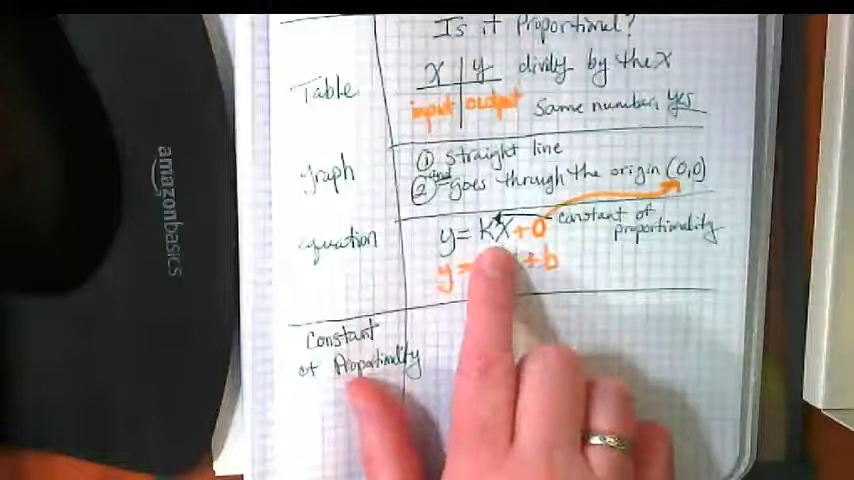 Is it Proportional?
Table
x y divide by the x
input output Same number, yes
graph
① straight line
and
② goes through the origin (0,0)
equation
y = kx + 0
constant of proportionality
y = + b
Constant
of Proportionality
amazonbasics